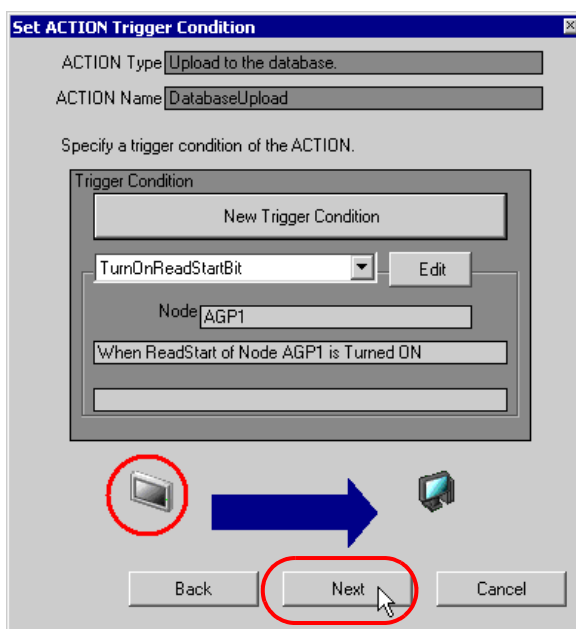 Set ACTION Trigger Condition
ACTION Type Upload to the database.
ACTION Name DatabaseUpload
Specify a trigger condition of the ACTION.
Trigger Condition
New Trigger Condition
TurnOnReadStartBit Edit
Node AGP1
When ReadStart of Node AGP1 is Turned ON
Back Next Cancel